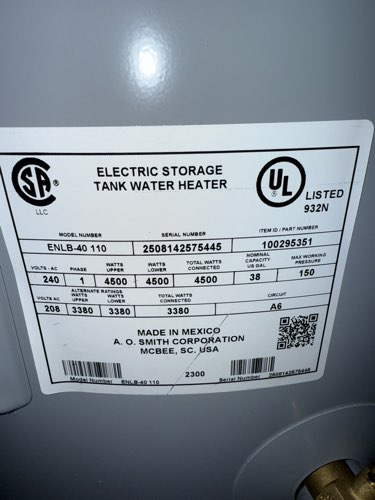 SA
LLC
ELECTRIC STORAGE
TANK WATER HEATER
UL
®
LISTED
932N
MODEL NUMBER SERIAL NUMBER ITEM ID / PART NUMBER
ENLB-40 110 2508142575445 100295351
VOLTS - AC PHASE WATTS UPPER WATTS LOWER TOTAL WATTS CONNECTED NOMINAL CAPACITY US GAL. MAX WORKING PRESSURE
240 1 4500 4500 4500 38 150
VOLTS - AC ALTERNATE RATINGS WATTS UPPER WATTS LOWER TOTAL WATTS CONNECTED CIRCUIT
208 3380 3380 3380 A6
MADE IN MEXICO
A. O. SMITH CORPORATION
MCBEE, SC. USA
2300
Model Number ENLB-40 110 Serial Number 2508142575445